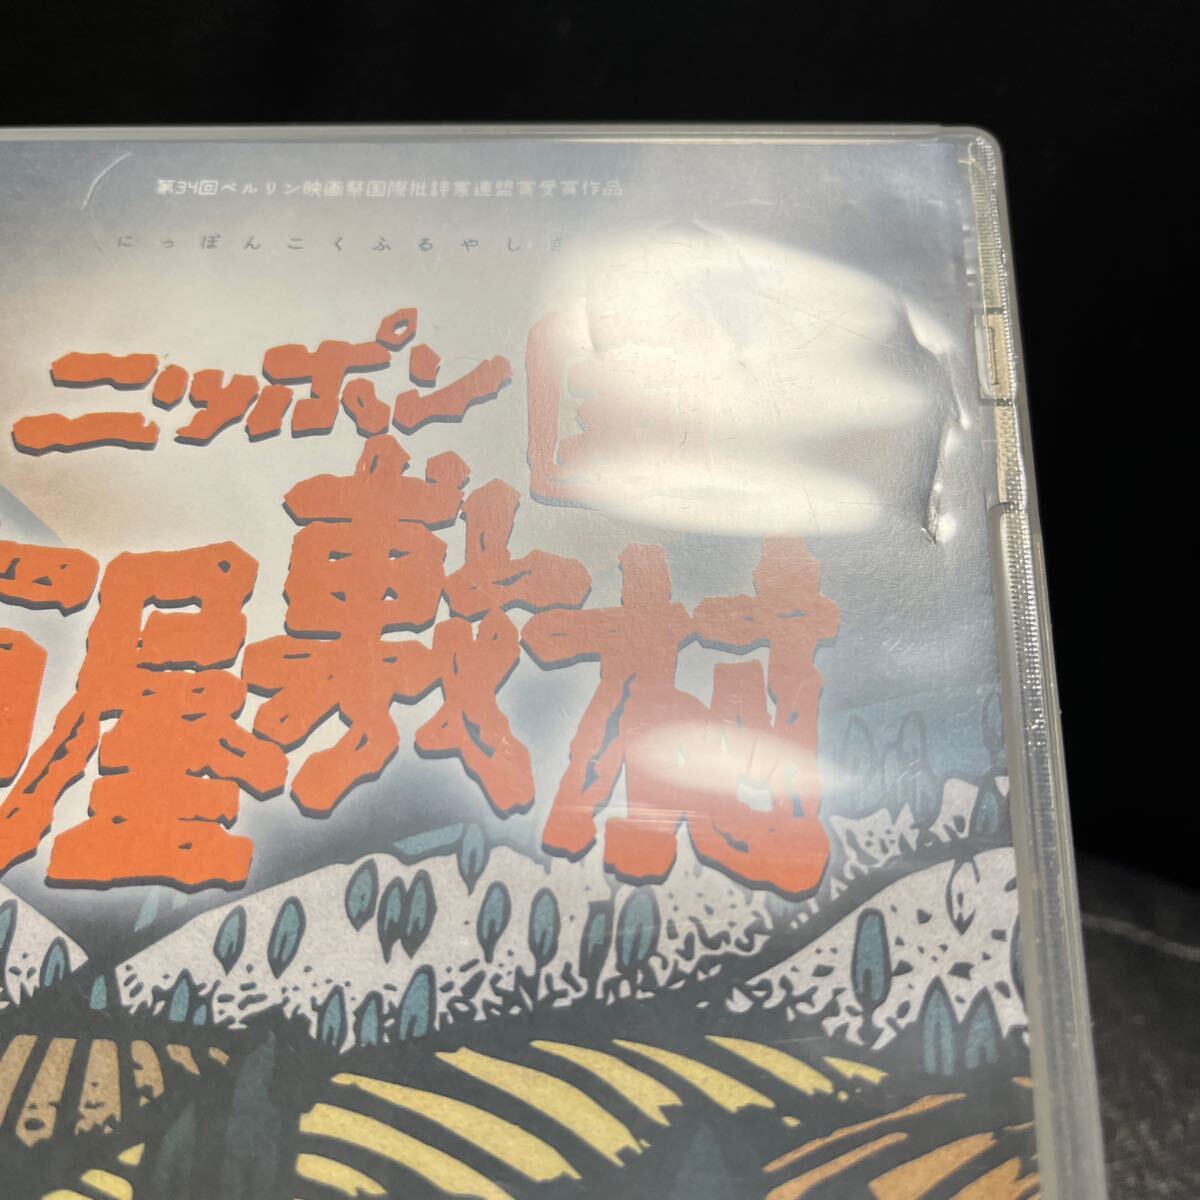 第34回ベルリン映画祭国際批評家連盟賞受賞作品
にっぽんこくふるやしき
ニッポン国
屋敷村